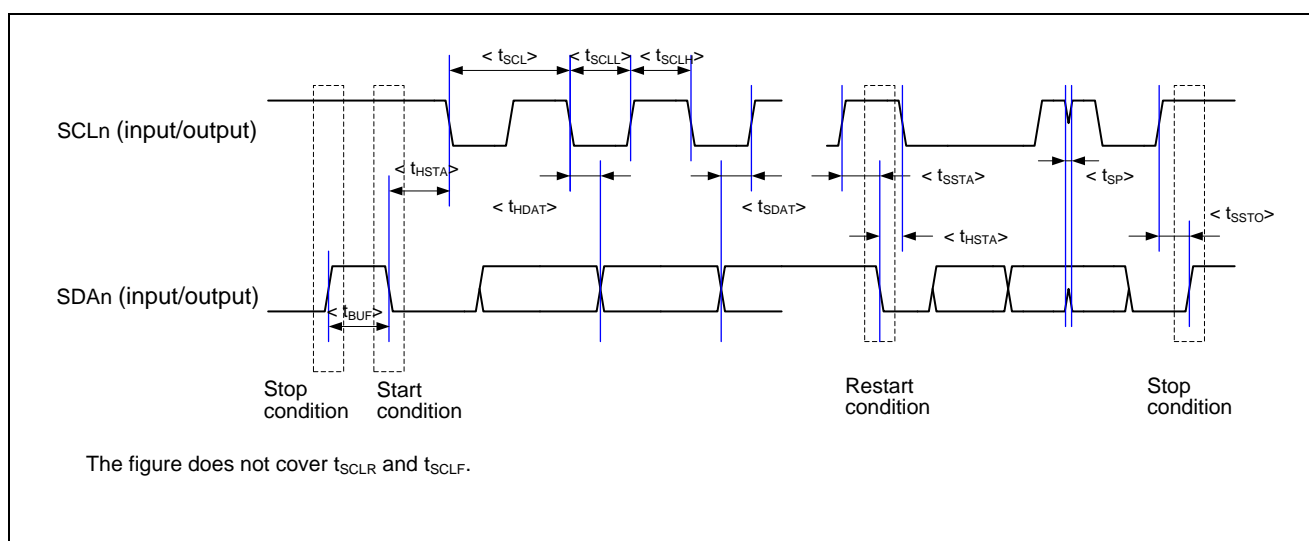 < tSCL> < tSCLL> < tSCLH>
SCLn (input/output)
< tHSTA>
< tSSTA>
< tSP>
< tHDAT>
< tSDAT>
< tSSTO>
< tHSTA>
SDAn (input/output)
< tBUF>
Stop condition
Start condition
Restart condition
Stop condition
The figure does not cover tSCLR and tSCLF.